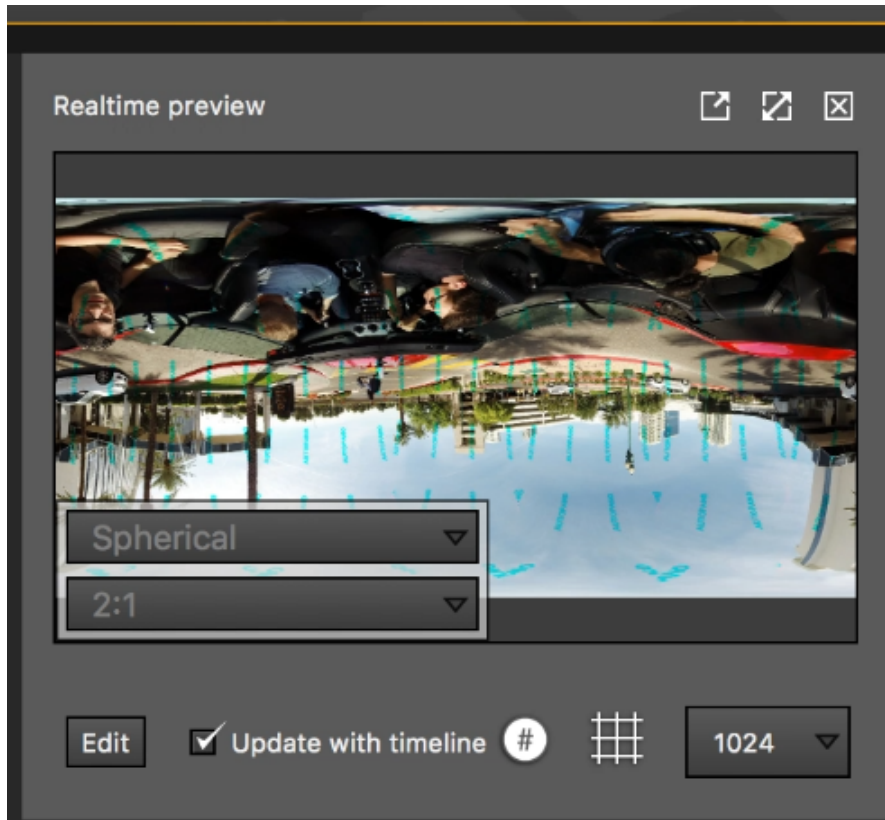 Realtime preview
Spherical
2:1
Edit
Update with timeline
#
1024